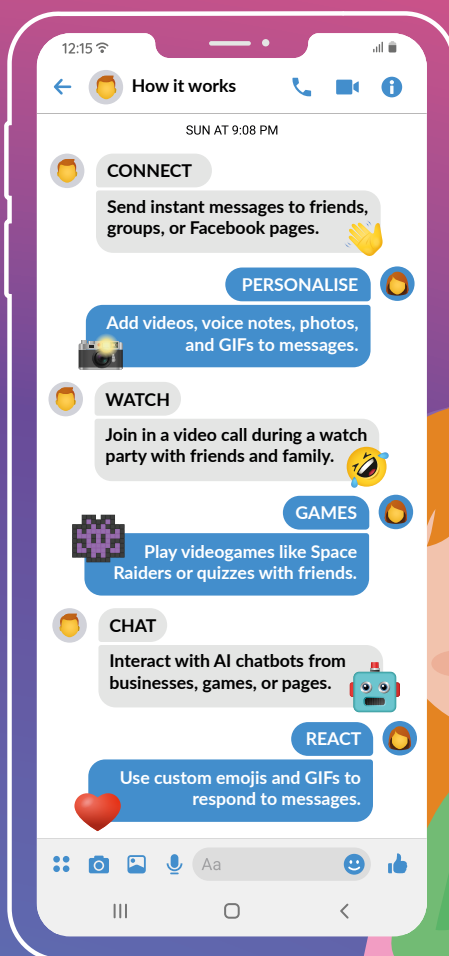 12:15
How it works
SUN AT 9:08 PM
CONNECT
Send instant messages to friends,
groups, or Facebook pages.
PERSONALISE
Add videos, voice notes, photos,
and GIFs to messages.
WATCH
Join in a video call during a watch
party with friends and family.
GAMES
Play videogames like Space
Raiders or quizzes with friends.
CHAT
Interact with AI chatbots from
businesses, games, or pages.
REACT
Use custom emojis and GIFs to
respond to messages.
Aa